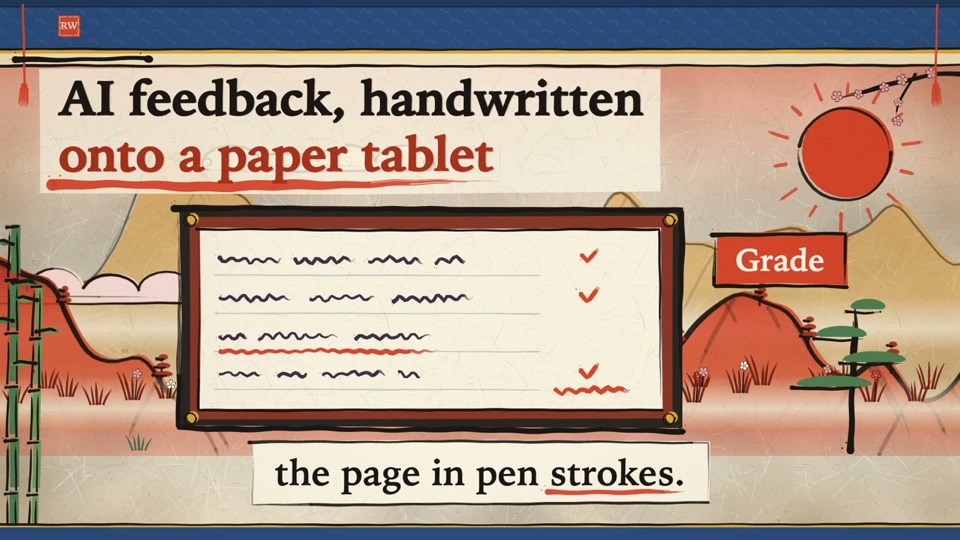 RW
AI feedback, handwritten
onto a paper tablet
Grade
the page in pen strokes.